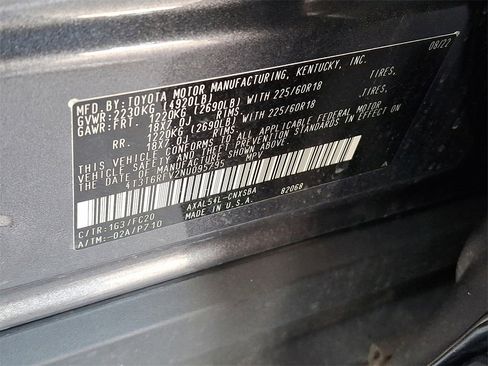 MFD.BY:TOYOTA MOTOR MANUFACTURING, KENTUCKY, INC. 08/22
GVWR:2230KG (4920LB)
GAWR:FRT. 1220KG (2690LB) WITH 225/60R18 TIRES,
18X7.0J RIMS
RR. 1220KG (2690LB) WITH 225/60R18 TIRES,
18X7.0J RIMS
THIS VEHICLE CONFORMS TO ALL APPLICABLE FEDERAL MOTOR
VEHICLE SAFETY AND THEFT PREVENTION STANDARDS IN EFFECT
ON THE DATE OF MANUFACTURE SHOWN ABOVE.
4T3T6RFV2NU095295 MPV
C/TR:1G3/FC20 AXAL54L-CNXSBA 82068
A/TM:-02A/P710 MADE IN U.S.A.